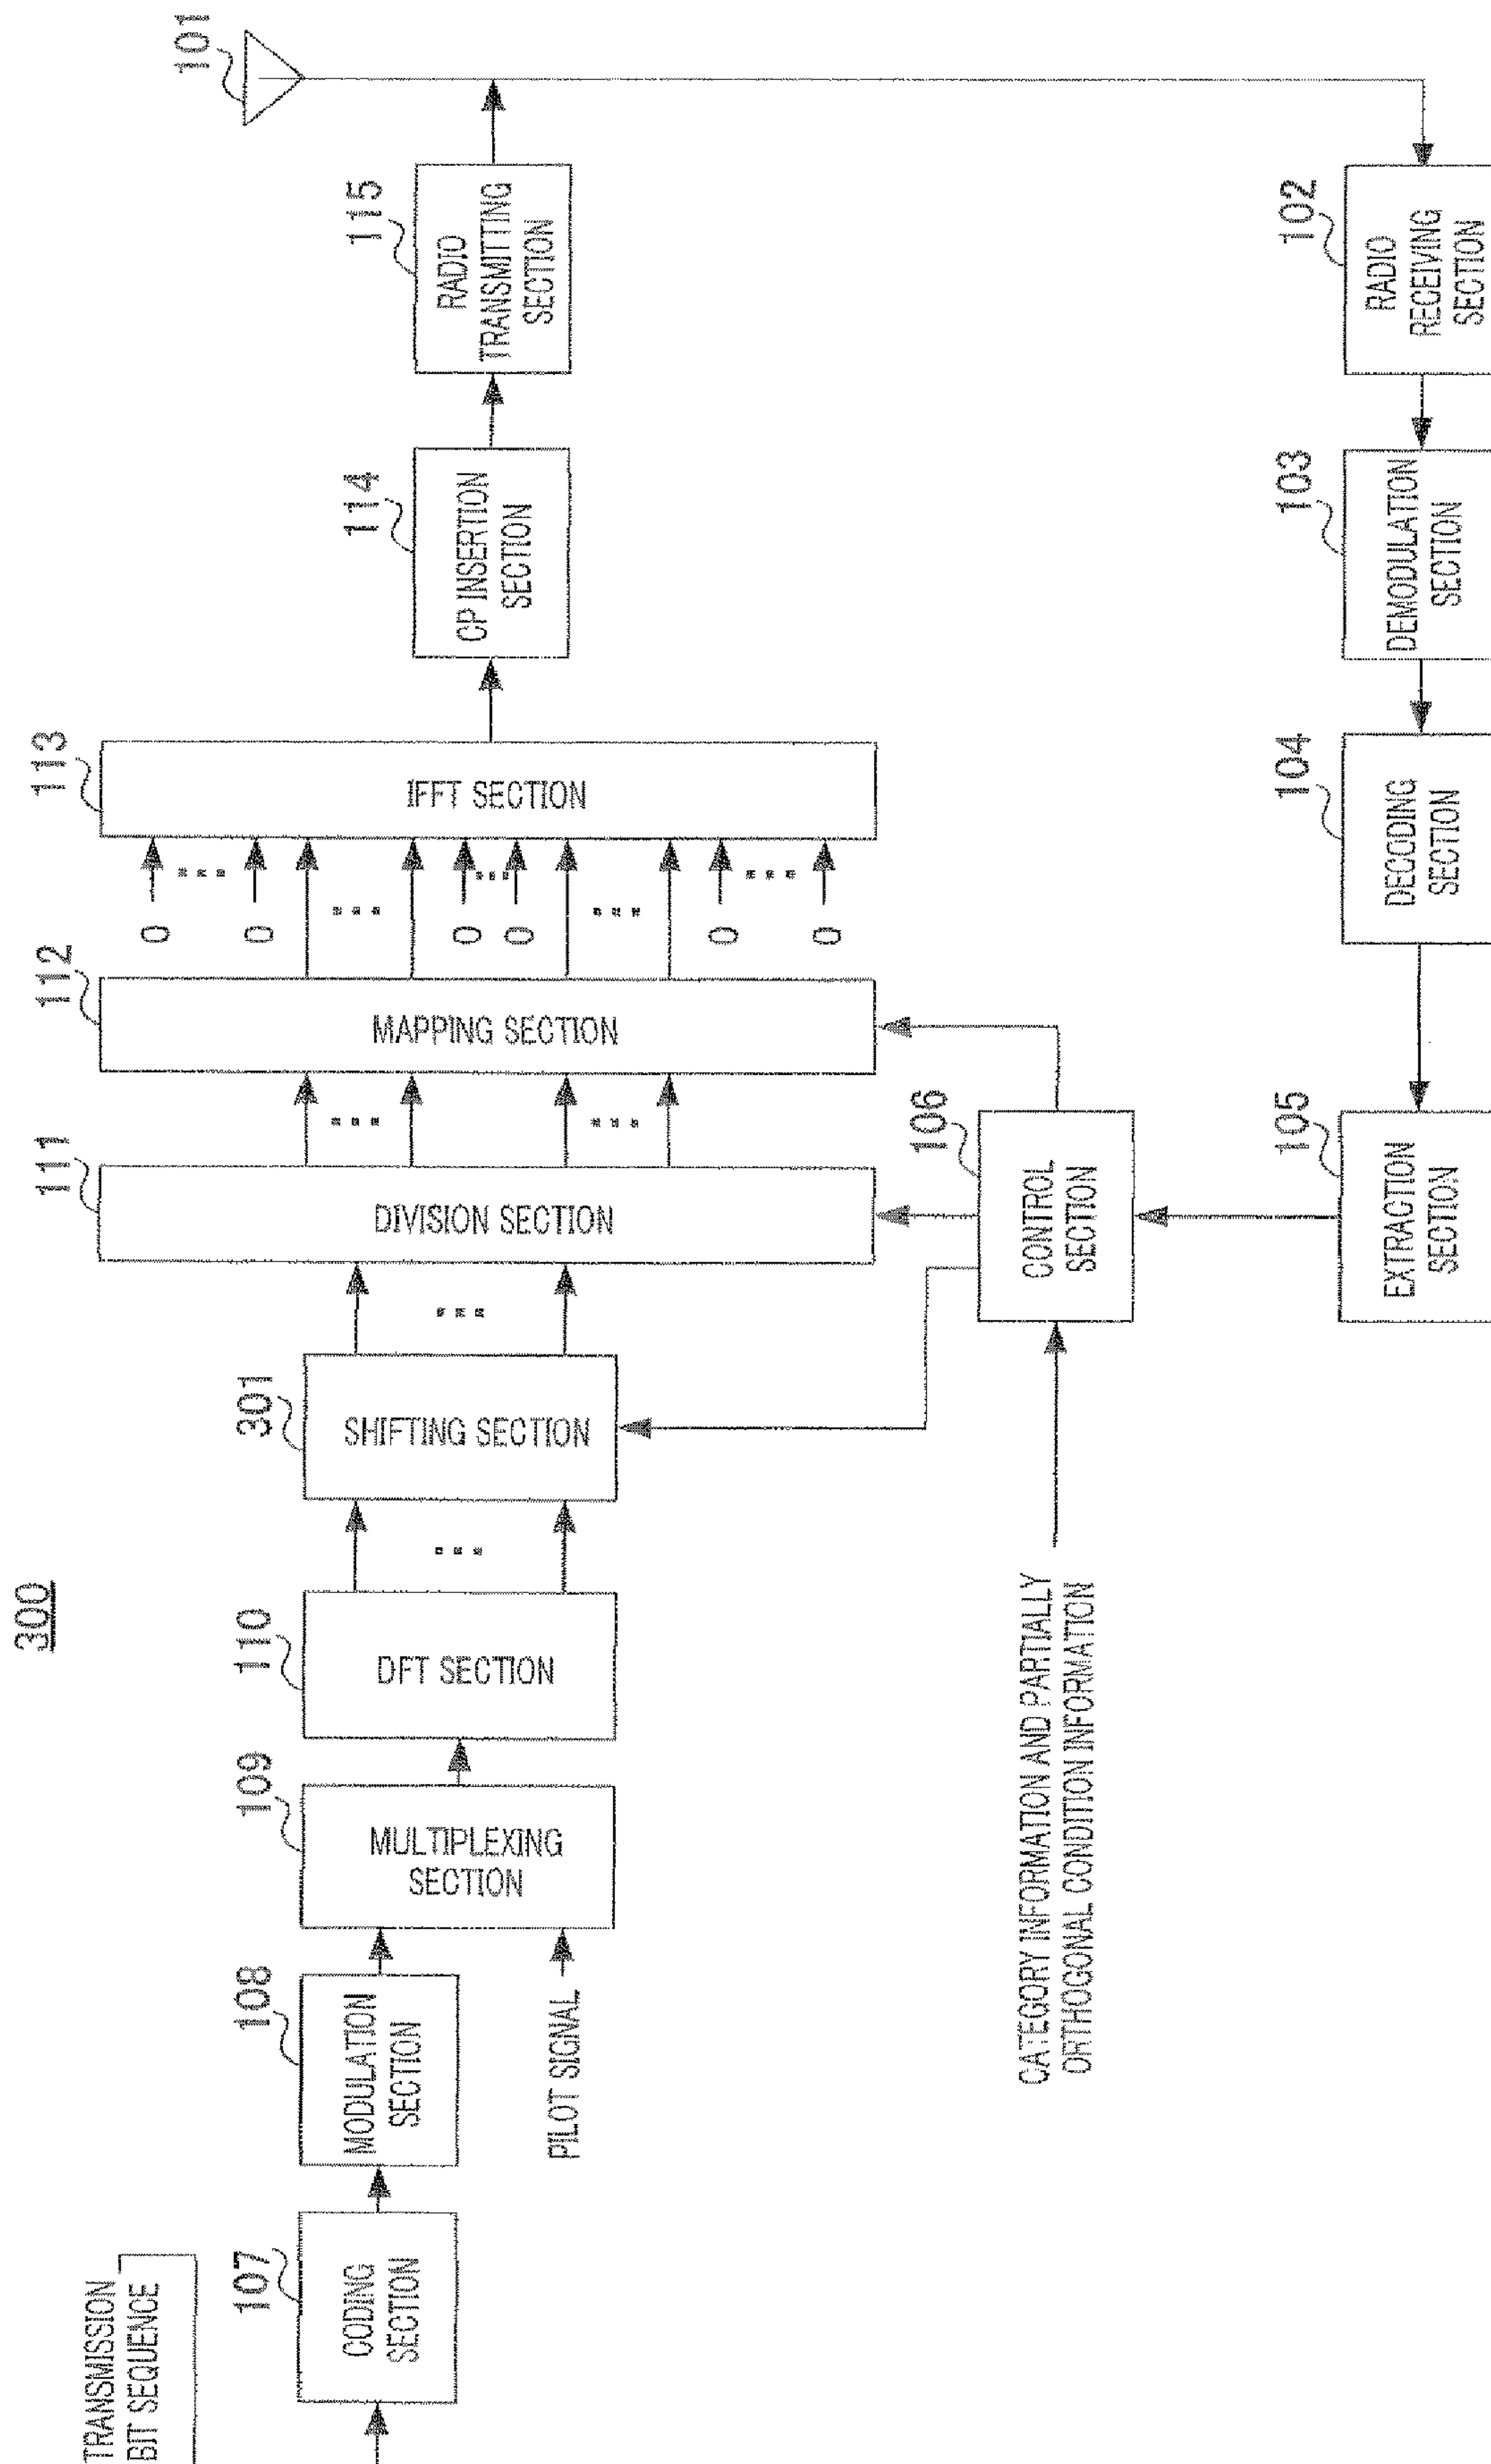 300
TRANSMISSION
BIT SEQUENCE
107
CODING
SECTION
108
MODULATION
SECTION
PILOT SIGNAL
109
MULTIPLEXING
SECTION
110
DFT SECTION
301
SHIFTING SECTION
111
DIVISION SECTION
112
MAPPING SECTION
0
0
0
0
0
0
113
IFFT SECTION
114
CP INSERTION
SECTION
115
RADIO
TRANSMITTING
SECTION
101
CATEGORY INFORMATION AND PARTIALLY
ORTHOGONAL CONDITION INFORMATION
106
CONTROL
SECTION
105
EXTRACTION
SECTION
104
DECODING
SECTION
103
DEMODULATION
SECTION
102
RADIO
RECEIVING
SECTION